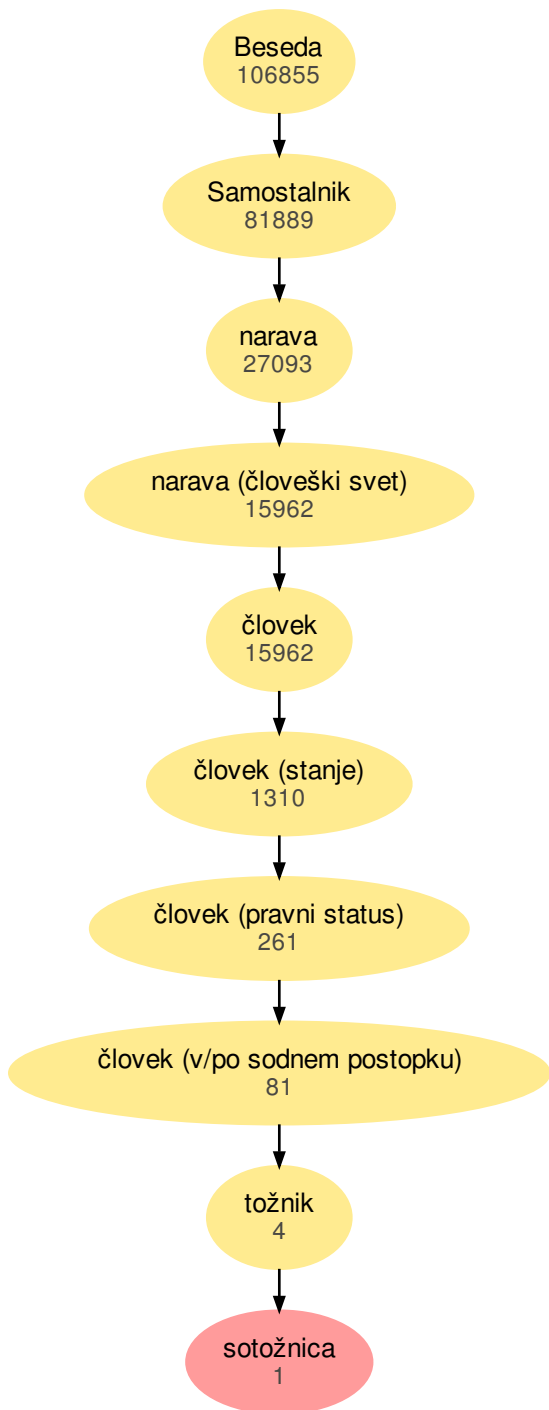 Beseda
106855
Samostalnik
81889
narava
27093
narava (človeški svet)
15962
človek
15962
človek (stanje)
1310
človek (pravni status)
261
človek (v/po sodnem postopku)
81
tožnik
4
sotožnica
1